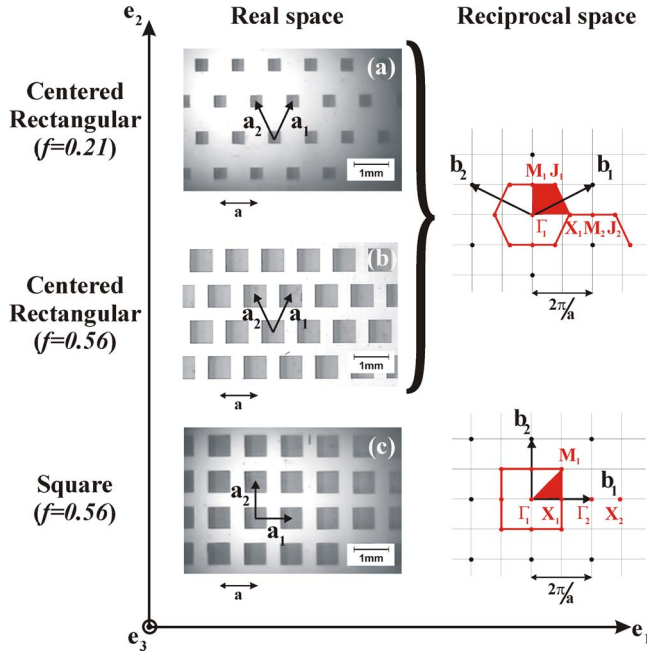 Real space
Reciprocal space
e2
Centered
Rectangular
(f=0.21)
(a)
a2 a1
1mm
a
b2 M1 J1 b1
Γ1 X1 M2 J2
2π/a
Centered
Rectangular
(f=0.56)
(b)
a2 a1
1mm
a
Square
(f=0.56)
(c)
a2
a1
1mm
a
b2
M1
b1
Γ1 X1 Γ2 X2
2π/a
e3
e1